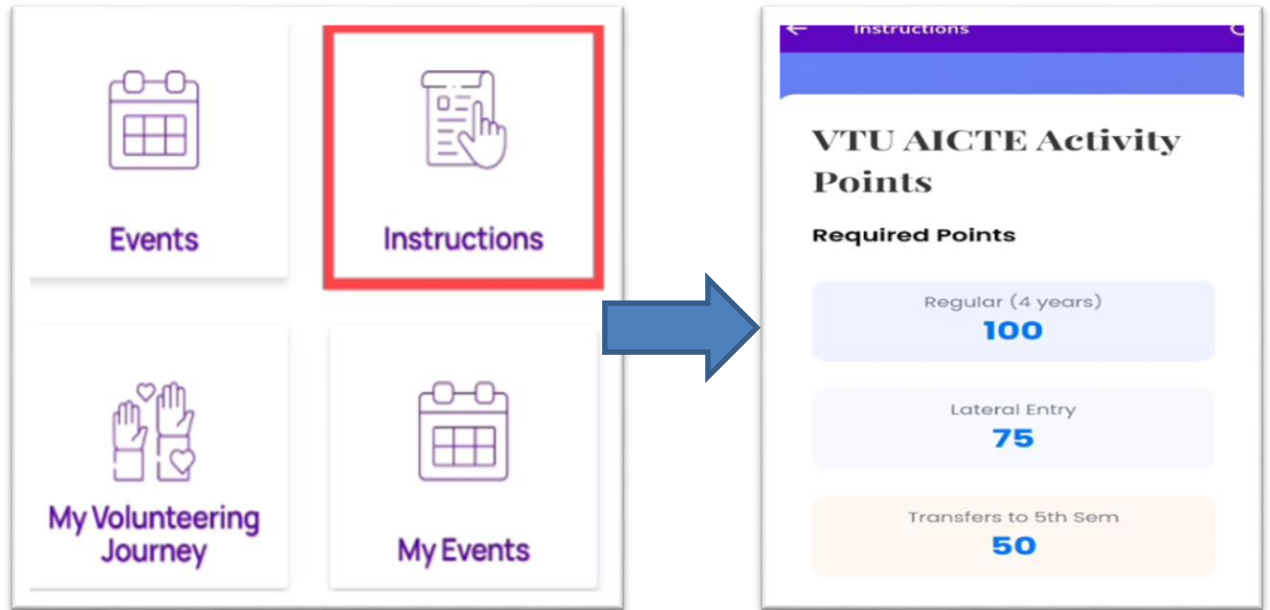 Events
Instructions
My Volunteering
Journey
My Events
Instructions
VTU AICTE Activity
Points
Required Points
Regular (4 years)
100
Lateral Entry
75
Transfers to 5th Sem
50